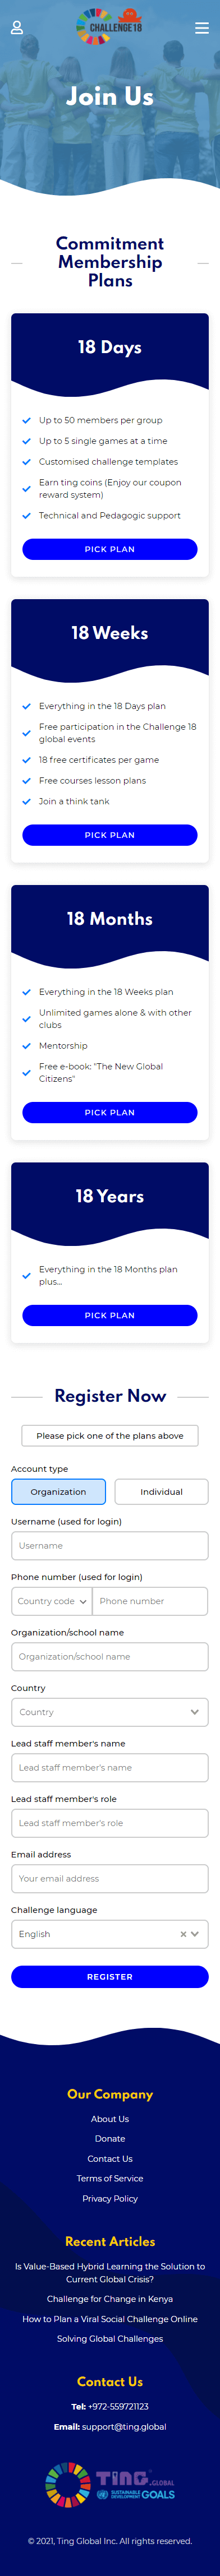 CHALLENGE18
Join Us
Commitment
Membership
Plans
18 Days
Up to 50 members per group
Up to 5 single games at a time
Customised challenge templates
Earn ting coins (Enjoy our coupon
reward system)
Technical and Pedagogic support
PICK PLAN
18 Weeks
Everything in the 18 Days plan
Free participation in the Challenge 18
global events
18 free certificates per game
Free courses lesson plans
Join a think tank
PICK PLAN
18 Months
Everything in the 18 Weeks plan
Unlimited games alone & with other
clubs
Mentorship
Free e-book: "The New Global
Citizens"
PICK PLAN
18 Years
Everything in the 18 Months plan
plus...
PICK PLAN
Register Now
Please pick one of the plans above
Account type
Organization Individual
Username (used for login)
Username
Phone number (used for login)
Country code Phone number
Organization/school name
Organization/school name
Country
Country
Lead staff member's name
Lead staff member's name
Lead staff member's role
Lead staff member's role
Email address
Your email address
Challenge language
English
REGISTER
Our Company
About Us
Donate
Contact Us
Terms of Service
Privacy Policy
Recent Articles
Is Value-Based Hybrid Learning the Solution to
Current Global Crisis?
Challenge for Change in Kenya
How to Plan a Viral Social Challenge Online
Solving Global Challenges
Contact Us
Tel: +972-559721123
Email: support@ting.global
TING.GLOBAL
SUSTAINABLE
DEVELOPMENT GOALS
© 2021, Ting Global Inc. All rights reserved.